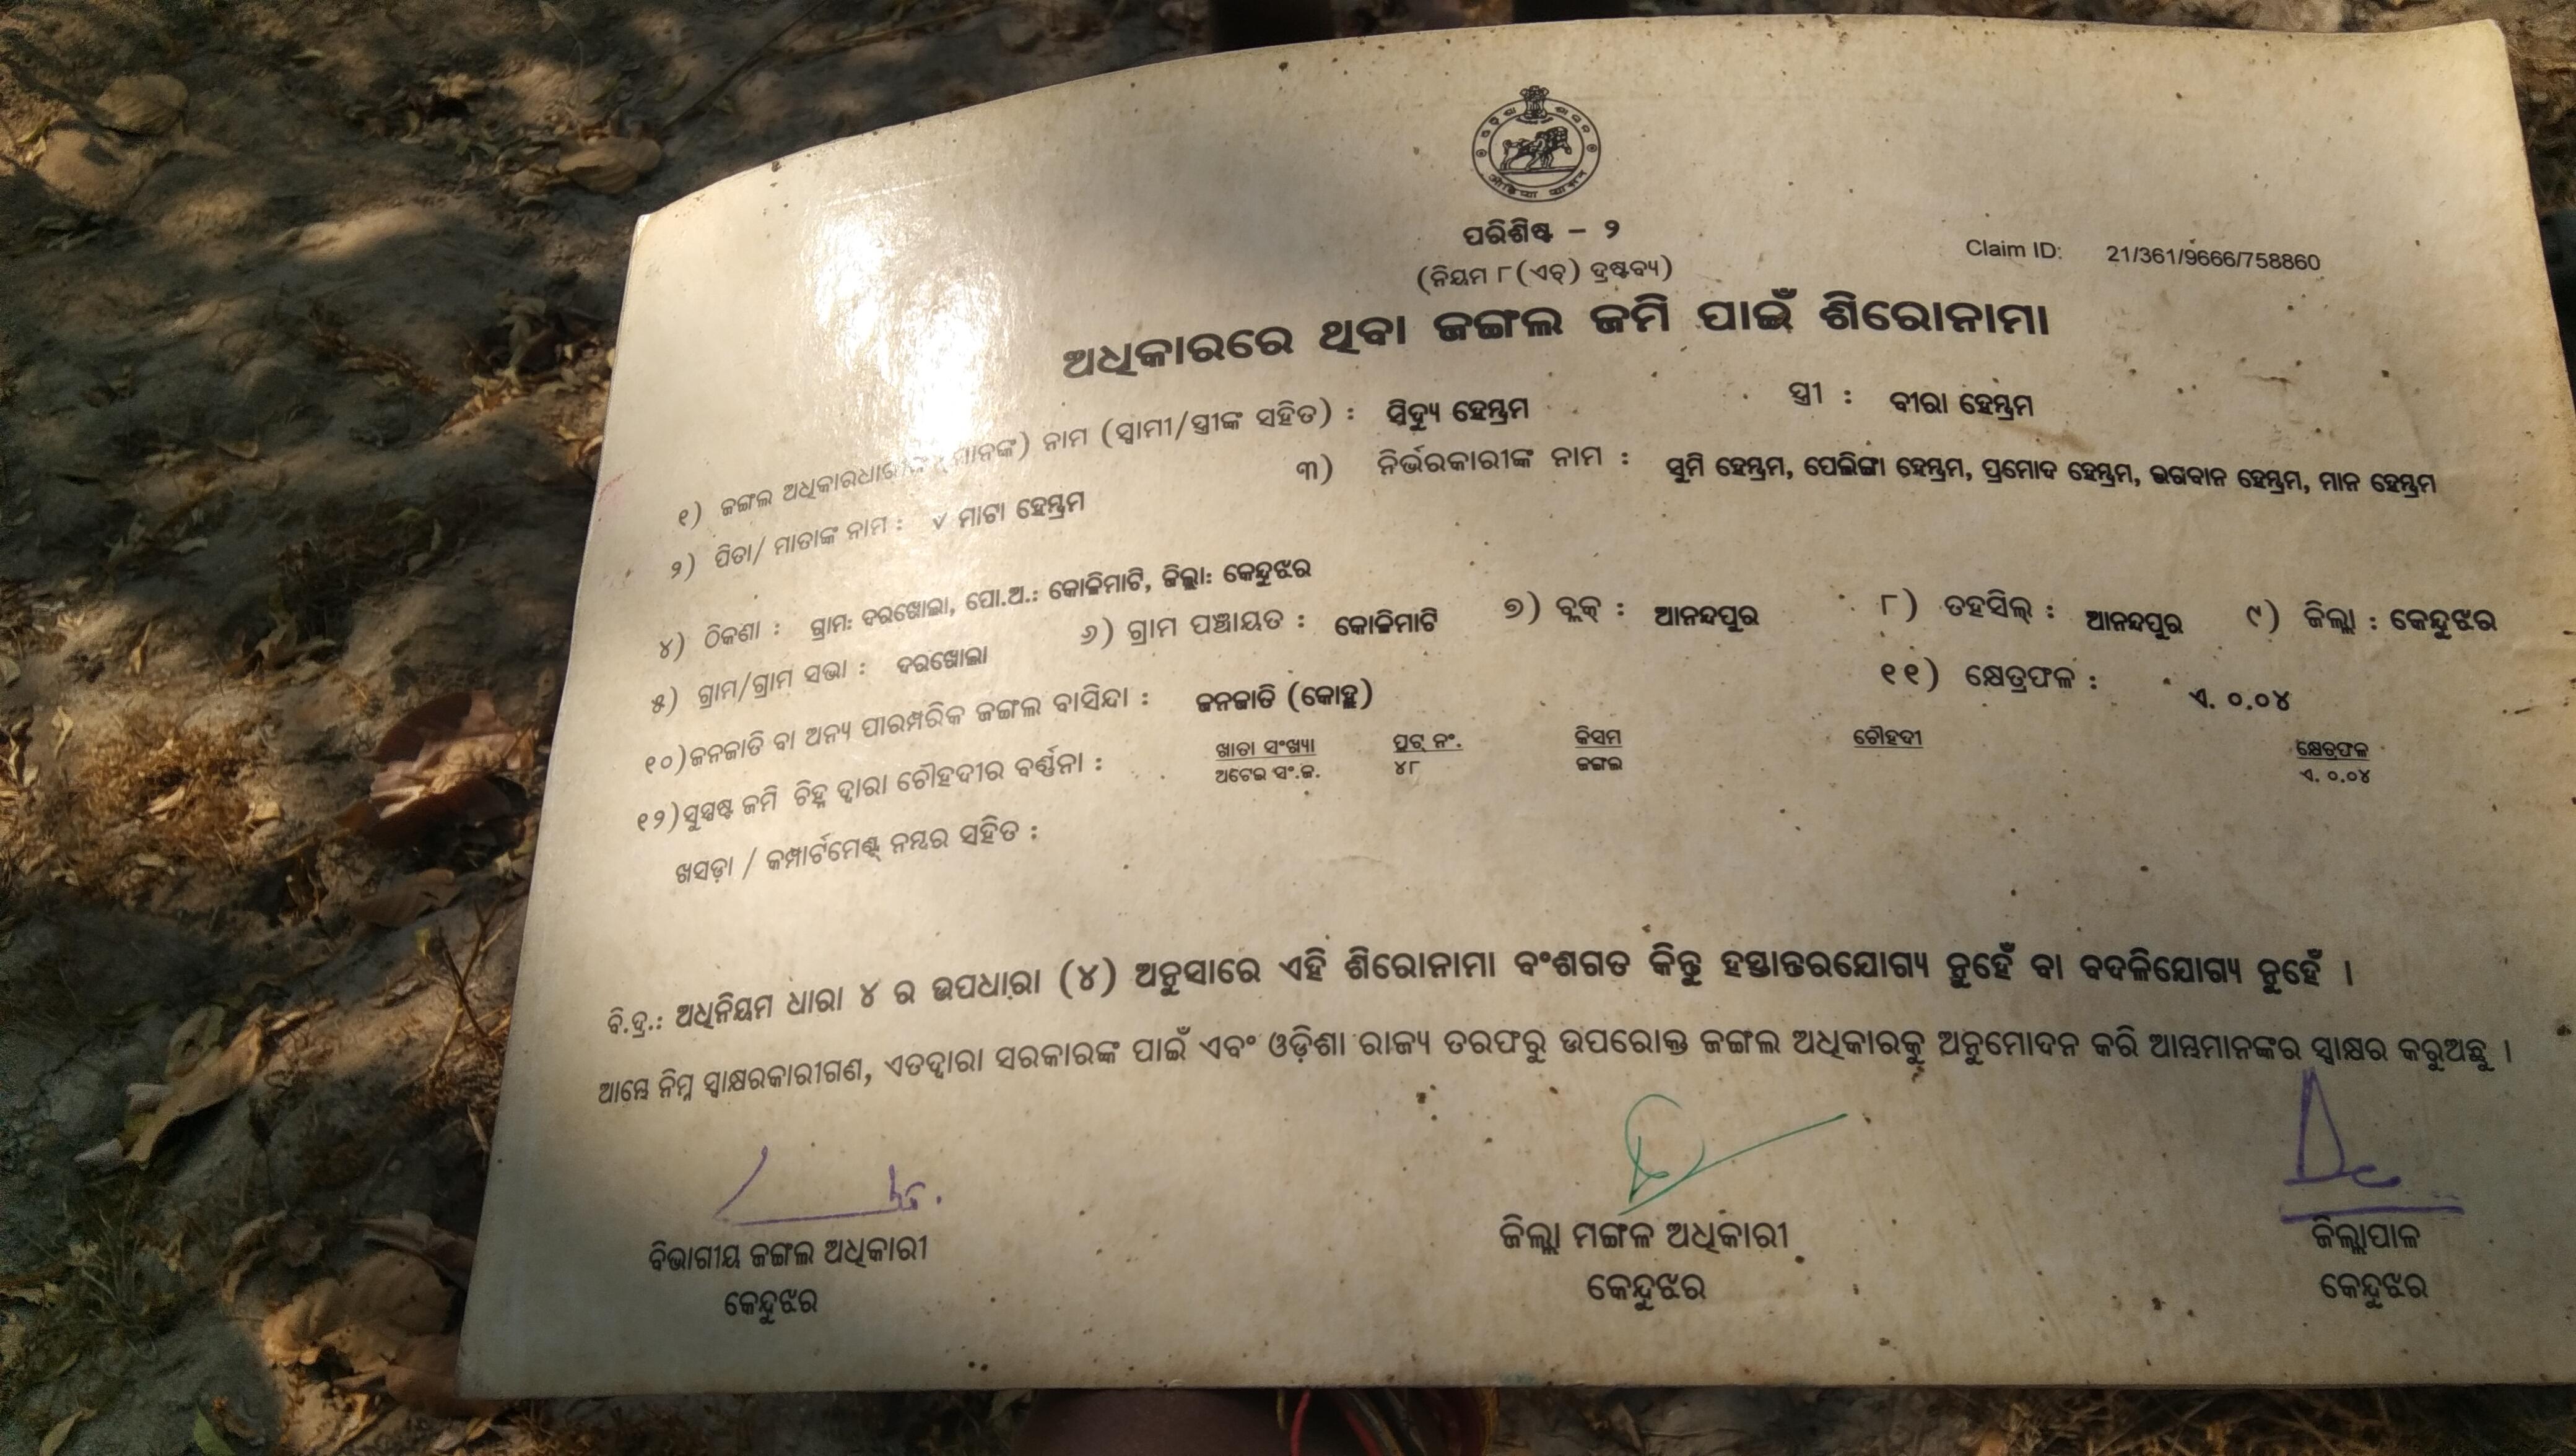 ପରିଶିଷ୍ଟ – ୨
(ନିୟମ ୮(ଏଚ୍) ଦ୍ରଷ୍ଟବ୍ୟ)
Claim ID: 21/361/9666/758860
ଅଧିକାରରେ ଥିବା ଜଙ୍ଗଲ ଜମି ପାଇଁ ଶିରୋନାମା
୧) ଜଙ୍ଗଲ ଅଧିକାରଧାରୀଙ୍କ (ମାନଙ୍କ) ନାମ (ସ୍ୱାମୀ/ସ୍ତ୍ରୀଙ୍କ ସହିତ) : ସିଦ୍ୟୁ ହେମ୍ବ୍ରମ ସ୍ତ୍ରୀ : ବୀରା ହେମ୍ବ୍ରମ
୨) ପିତା/ ମାତାଙ୍କ ନାମ : ✓ ମାଟା ହେମ୍ବ୍ରମ ୩) ନିର୍ଭରକାରୀଙ୍କ ନାମ : ସୁମି ହେମ୍ବ୍ରମ, ପେଲିଙ୍ଗା ହେମ୍ବ୍ରମ, ପ୍ରମୋଦ ହେମ୍ବ୍ରମ, ଭଗବାନ ହେମ୍ବ୍ରମ, ମାନ ହେମ୍ବ୍ରମ
୪) ଠିକଣା : ଗ୍ରାମ: ଦରଖୋଲା, ପୋ.ଅ.: କୋଳିମାଟି, ଜିଲ୍ଲା: କେନ୍ଦୁଝର
୫) ଗ୍ରାମ/ଗ୍ରାମ ସଭା : ଦରଖୋଲା ୬) ଗ୍ରାମ ପଞ୍ଚାୟତ : କୋଳିମାଟି ୭) ବ୍ଲକ୍ : ଆନନ୍ଦପୁର ୮) ତହସିଲ୍ : ଆନନ୍ଦପୁର ୯) ଜିଲ୍ଲା : କେନ୍ଦୁଝର
୧୦)ଜନଜାତି ବା ଅନ୍ୟ ପାରମ୍ପରିକ ଜଙ୍ଗଲ ବାସିନ୍ଦା : ଜନଜାତି (କୋହ୍ଲ) ୧୧) କ୍ଷେତ୍ରଫଳ : ଏ. ୦.୦୪
୧୨)ସୁସ୍ପଷ୍ଟ ଜମି ଚିହ୍ନ ଦ୍ୱାରା ଚୌହଦୀର ବର୍ଣ୍ଣନା : ଖାତା ସଂଖ୍ୟା ପ୍ଲଟ୍ ନଂ. କିସମ ଚୌହଦୀ କ୍ଷେତ୍ରଫଳ
ଅଟେଇ ସଂ.ଜ. ୪୮ ଜଙ୍ଗଲ ଏ. ୦.୦୪
ଖସଡ଼ା / କମ୍ପାର୍ଟମେଣ୍ଟ୍ ନମ୍ବର ସହିତ :
ବି.ଦ୍ର.: ଅଧିନିୟମ ଧାରା ୪ ର ଉପଧାରା (୪) ଅନୁସାରେ ଏହି ଶିରୋନାମା ବଂଶଗତ କିନ୍ତୁ ହସ୍ତାନ୍ତରଯୋଗ୍ୟ ନୁହେଁ ବା ବଦଳିଯୋଗ୍ୟ ନୁହେଁ ।
ଆମ୍ଭେ ନିମ୍ନ ସ୍ୱାକ୍ଷରକାରୀଗଣ, ଏତଦ୍ୱାରା ସରକାରଙ୍କ ପାଇଁ ଏବଂ ଓଡ଼ିଶା ରାଜ୍ୟ ତରଫରୁ ଉପରୋକ୍ତ ଜଙ୍ଗଲ ଅଧିକାରକୁ ଅନୁମୋଦନ କରି ଆମ୍ଭମାନଙ୍କର ସ୍ୱାକ୍ଷର କରୁଅଛୁ ।
ବିଭାଗୀୟ ଜଙ୍ଗଲ ଅଧିକାରୀ ଜିଲ୍ଲା ମଙ୍ଗଳ ଅଧିକାରୀ ଜିଲ୍ଲାପାଳ
କେନ୍ଦୁଝର କେନ୍ଦୁଝର କେନ୍ଦୁଝର